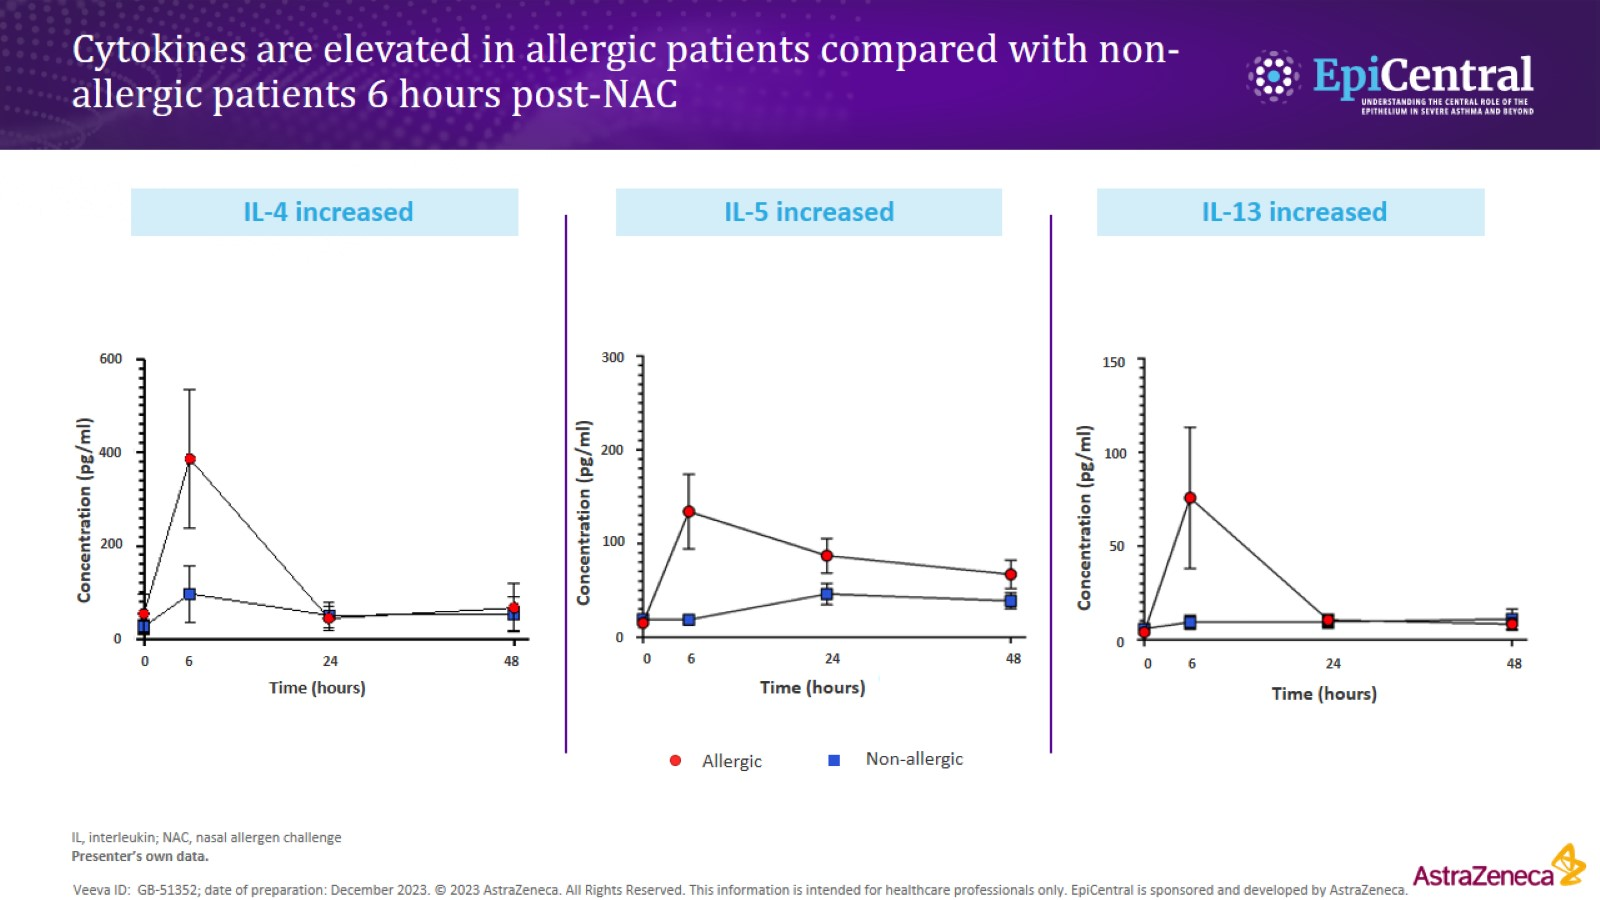 Cytokines are elevated in allergic patients compared with non-
allergic patients 6 hours post-NAC
EpiCentral
UNDERSTANDING THE CENTRAL ROLE OF THE
EPITHELIUM IN SEVERE ASTHMA AND BEYOND
IL-4 increased
600
400
200
0
Concentration (pg/ml)
0 6 24 48
Time (hours)
IL-5 increased
300
200
100
0
Concentration (pg/ml)
0 6 24 48
Time (hours)
IL-13 increased
150
100
50
0
Concentration (pg/ml)
0 6 24 48
Time (hours)
Allergic
Non-allergic
IL, interleukin; NAC, nasal allergen challenge
Presenter's own data.
Veeva ID: GB-51352; date of preparation: December 2023. © 2023 AstraZeneca. All Rights Reserved. This information is intended for healthcare professionals only. EpiCentral is sponsored and developed by AstraZeneca.
AstraZeneca